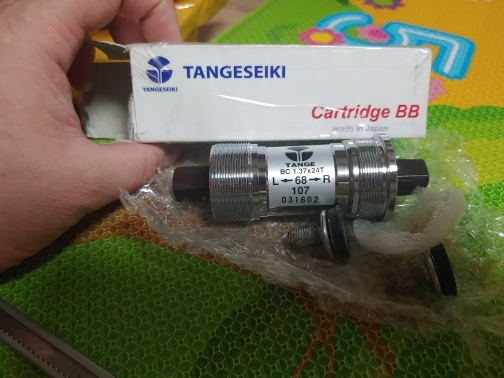 TANGESEIKI
TANGESEIKI
Cartridge BB
made in Japan
TANGE
BC 1.37x24T
L ← 68 → R
107
031602